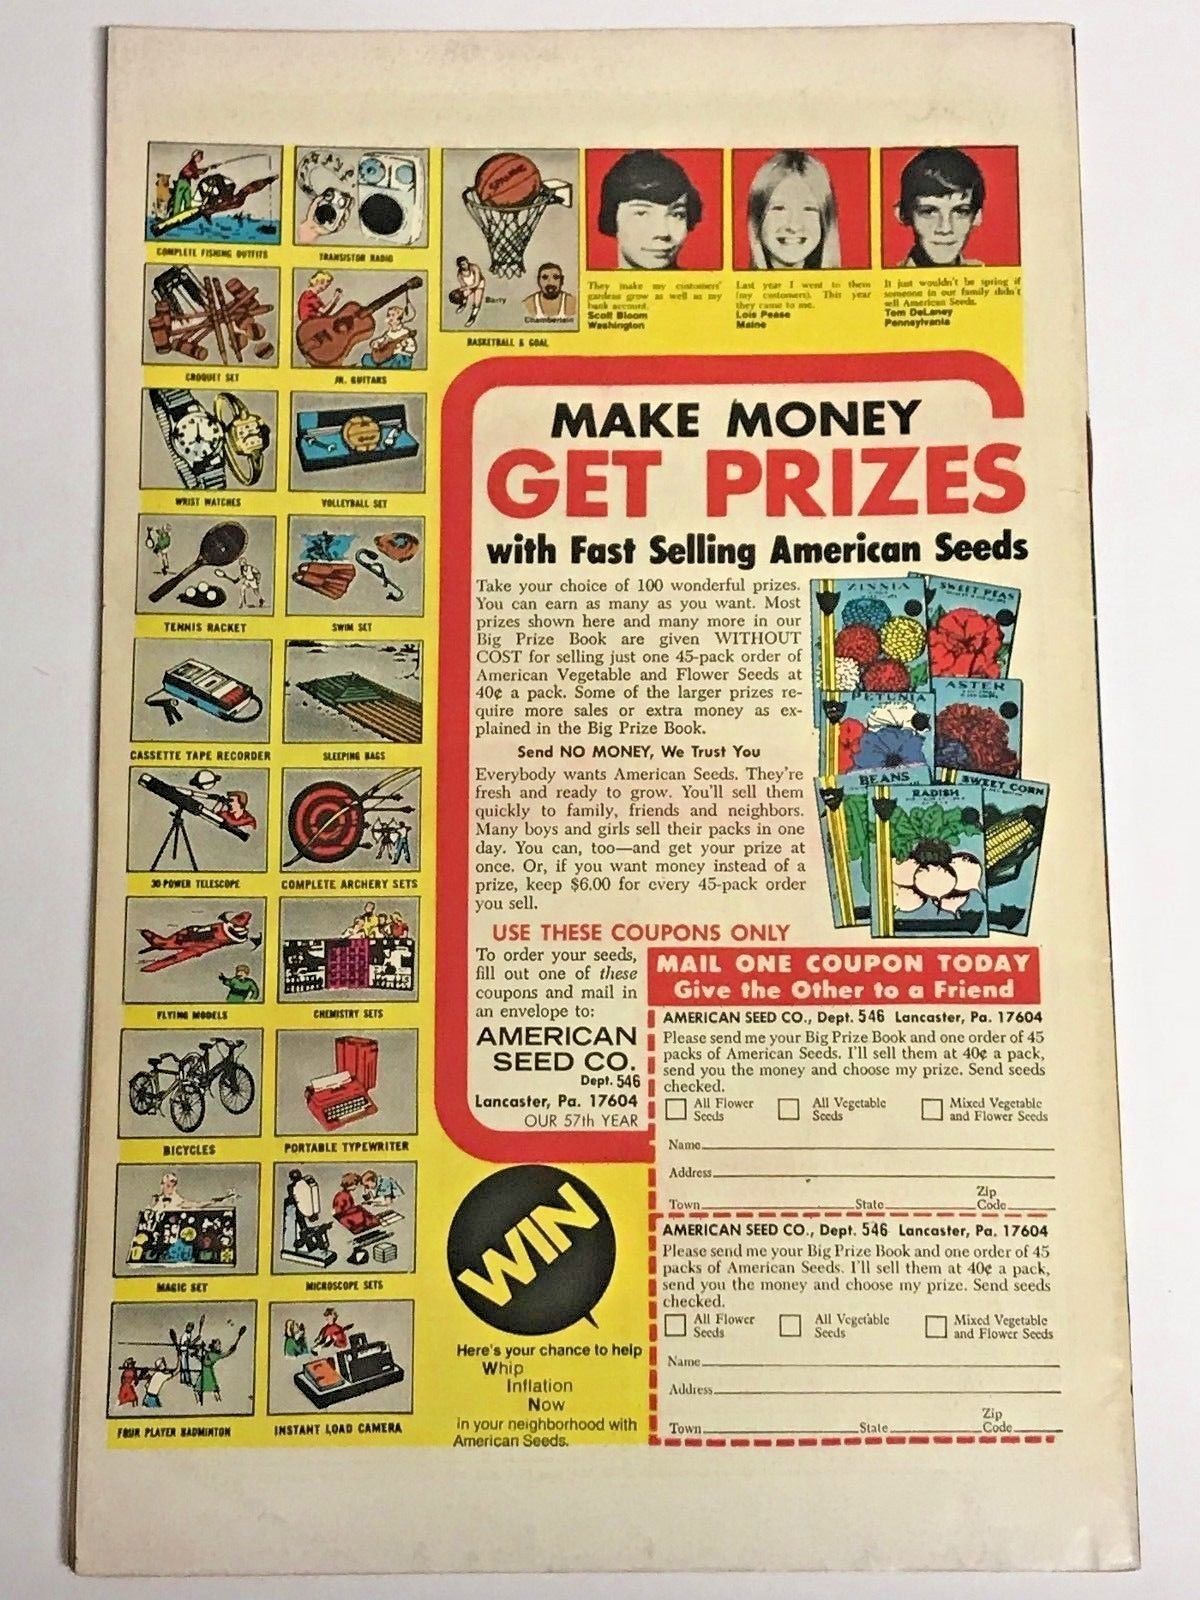 COMPLETE FISHING OUTFITS
TRANSISTOR RADIO
CROQUET SET
JR. GUITARS
WRIST WATCHES
VOLLEYBALL SET
TENNIS RACKET
SWIM SET
CASSETTE TAPE RECORDER
SLEEPING BAGS
30-POWER TELESCOPE
COMPLETE ARCHERY SETS
FLYING MODELS
CHEMISTRY SETS
BICYCLES
PORTABLE TYPEWRITER
MAGIC SET
MICROSCOPE SETS
FOUR PLAYER BADMINTON
INSTANT LOAD CAMERA
SPALDING
Barry
Chamberlain
BASKETBALL & GOAL
They make my customers'
gardens grow as well as my
bank account.
Scott Bloom
Washington
Last year I went to them
(my customers). This year
they came to me.
Lois Pease
Maine
It just wouldn't be spring if
someone in our family didn't
sell American Seeds.
Tom DeLaney
Pennsylvania
MAKE MONEY
GET PRIZES
with Fast Selling American Seeds
Take your choice of 100 wonderful prizes.
You can earn as many as you want. Most
prizes shown here and many more in our
Big Prize Book are given WITHOUT
COST for selling just one 45-pack order of
American Vegetable and Flower Seeds at
40¢ a pack. Some of the larger prizes re-
quire more sales or extra money as ex-
plained in the Big Prize Book.
Send NO MONEY, We Trust You
Everybody wants American Seeds. They're
fresh and ready to grow. You'll sell them
quickly to family, friends and neighbors.
Many boys and girls sell their packs in one
day. You can, too—and get your prize at
once. Or, if you want money instead of a
prize, keep $6.00 for every 45-pack order
you sell.
ZINNIA
SWEET PEAS
PETUNIA
ASTER
BEANS
RADISH
SWEET CORN
USE THESE COUPONS ONLY
To order your seeds,
fill out one of these
coupons and mail in
an envelope to:
AMERICAN
SEED CO.
Dept. 546
Lancaster, Pa. 17604
OUR 57th YEAR
MAIL ONE COUPON TODAY
Give the Other to a Friend
AMERICAN SEED CO., Dept. 546 Lancaster, Pa. 17604
Please send me your Big Prize Book and one order of 45
packs of American Seeds. I'll sell them at 40¢ a pack,
send you the money and choose my prize. Send seeds
checked.
All Flower Seeds
All Vegetable Seeds
Mixed Vegetable and Flower Seeds
Name
Address
Town State Zip Code
AMERICAN SEED CO., Dept. 546 Lancaster, Pa. 17604
Please send me your Big Prize Book and one order of 45
packs of American Seeds. I'll sell them at 40¢ a pack,
send you the money and choose my prize. Send seeds
checked.
All Flower Seeds
All Vegetable Seeds
Mixed Vegetable and Flower Seeds
Name
Address
Town State Zip Code
WIN
Here's your chance to help
Whip
Inflation
Now
in your neighborhood with
American Seeds.